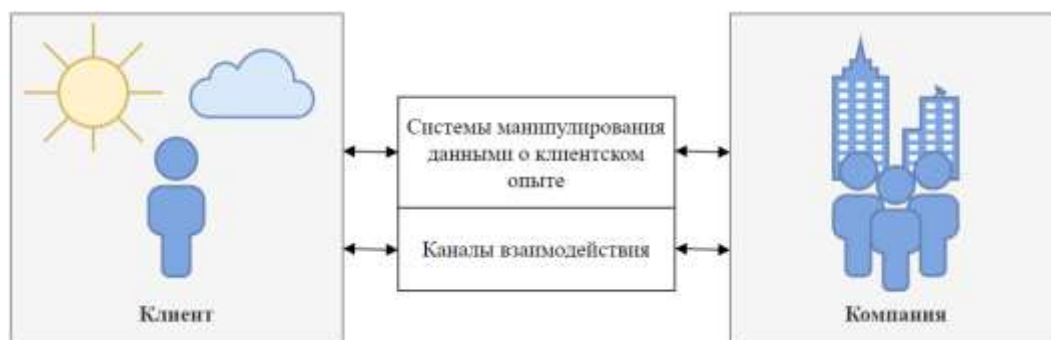 Системы манипулирования
данными о клиентском
опыте
Каналы взаимодействия
Клиент
Компания